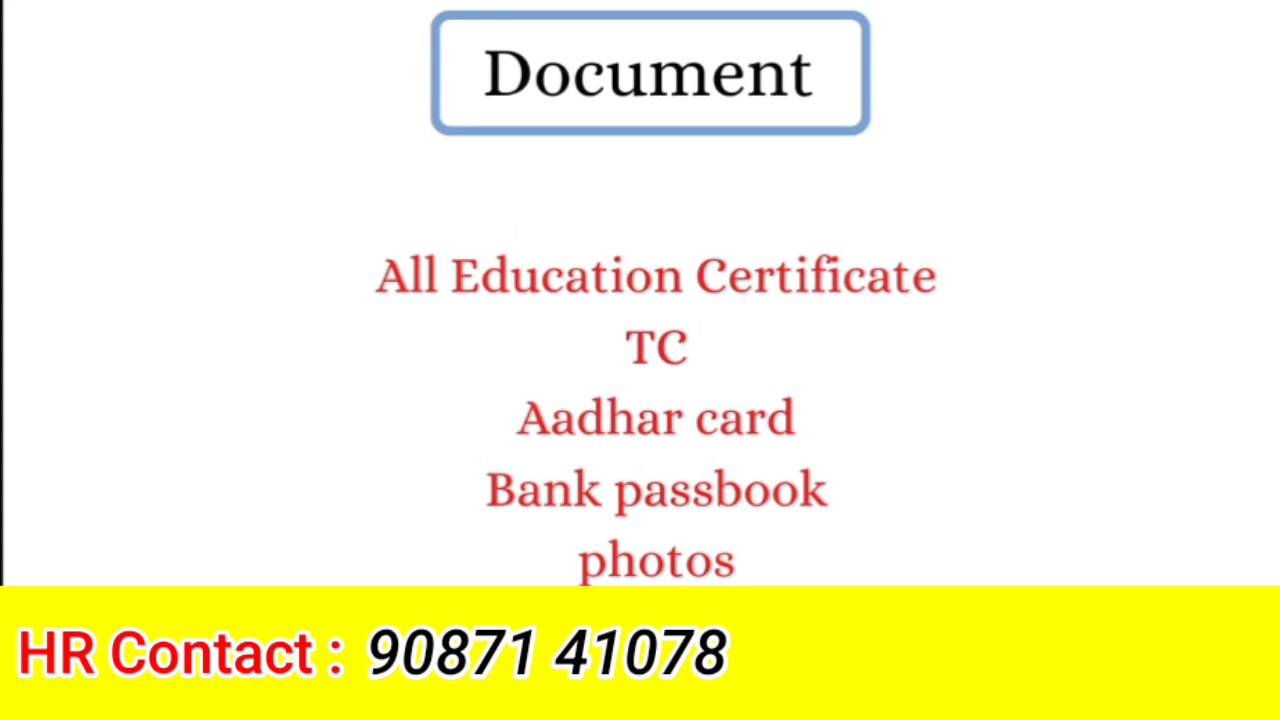 Document
All Education Certificate
TC
Aadhar card
Bank passbook
photos
HR Contact : 90871 41078